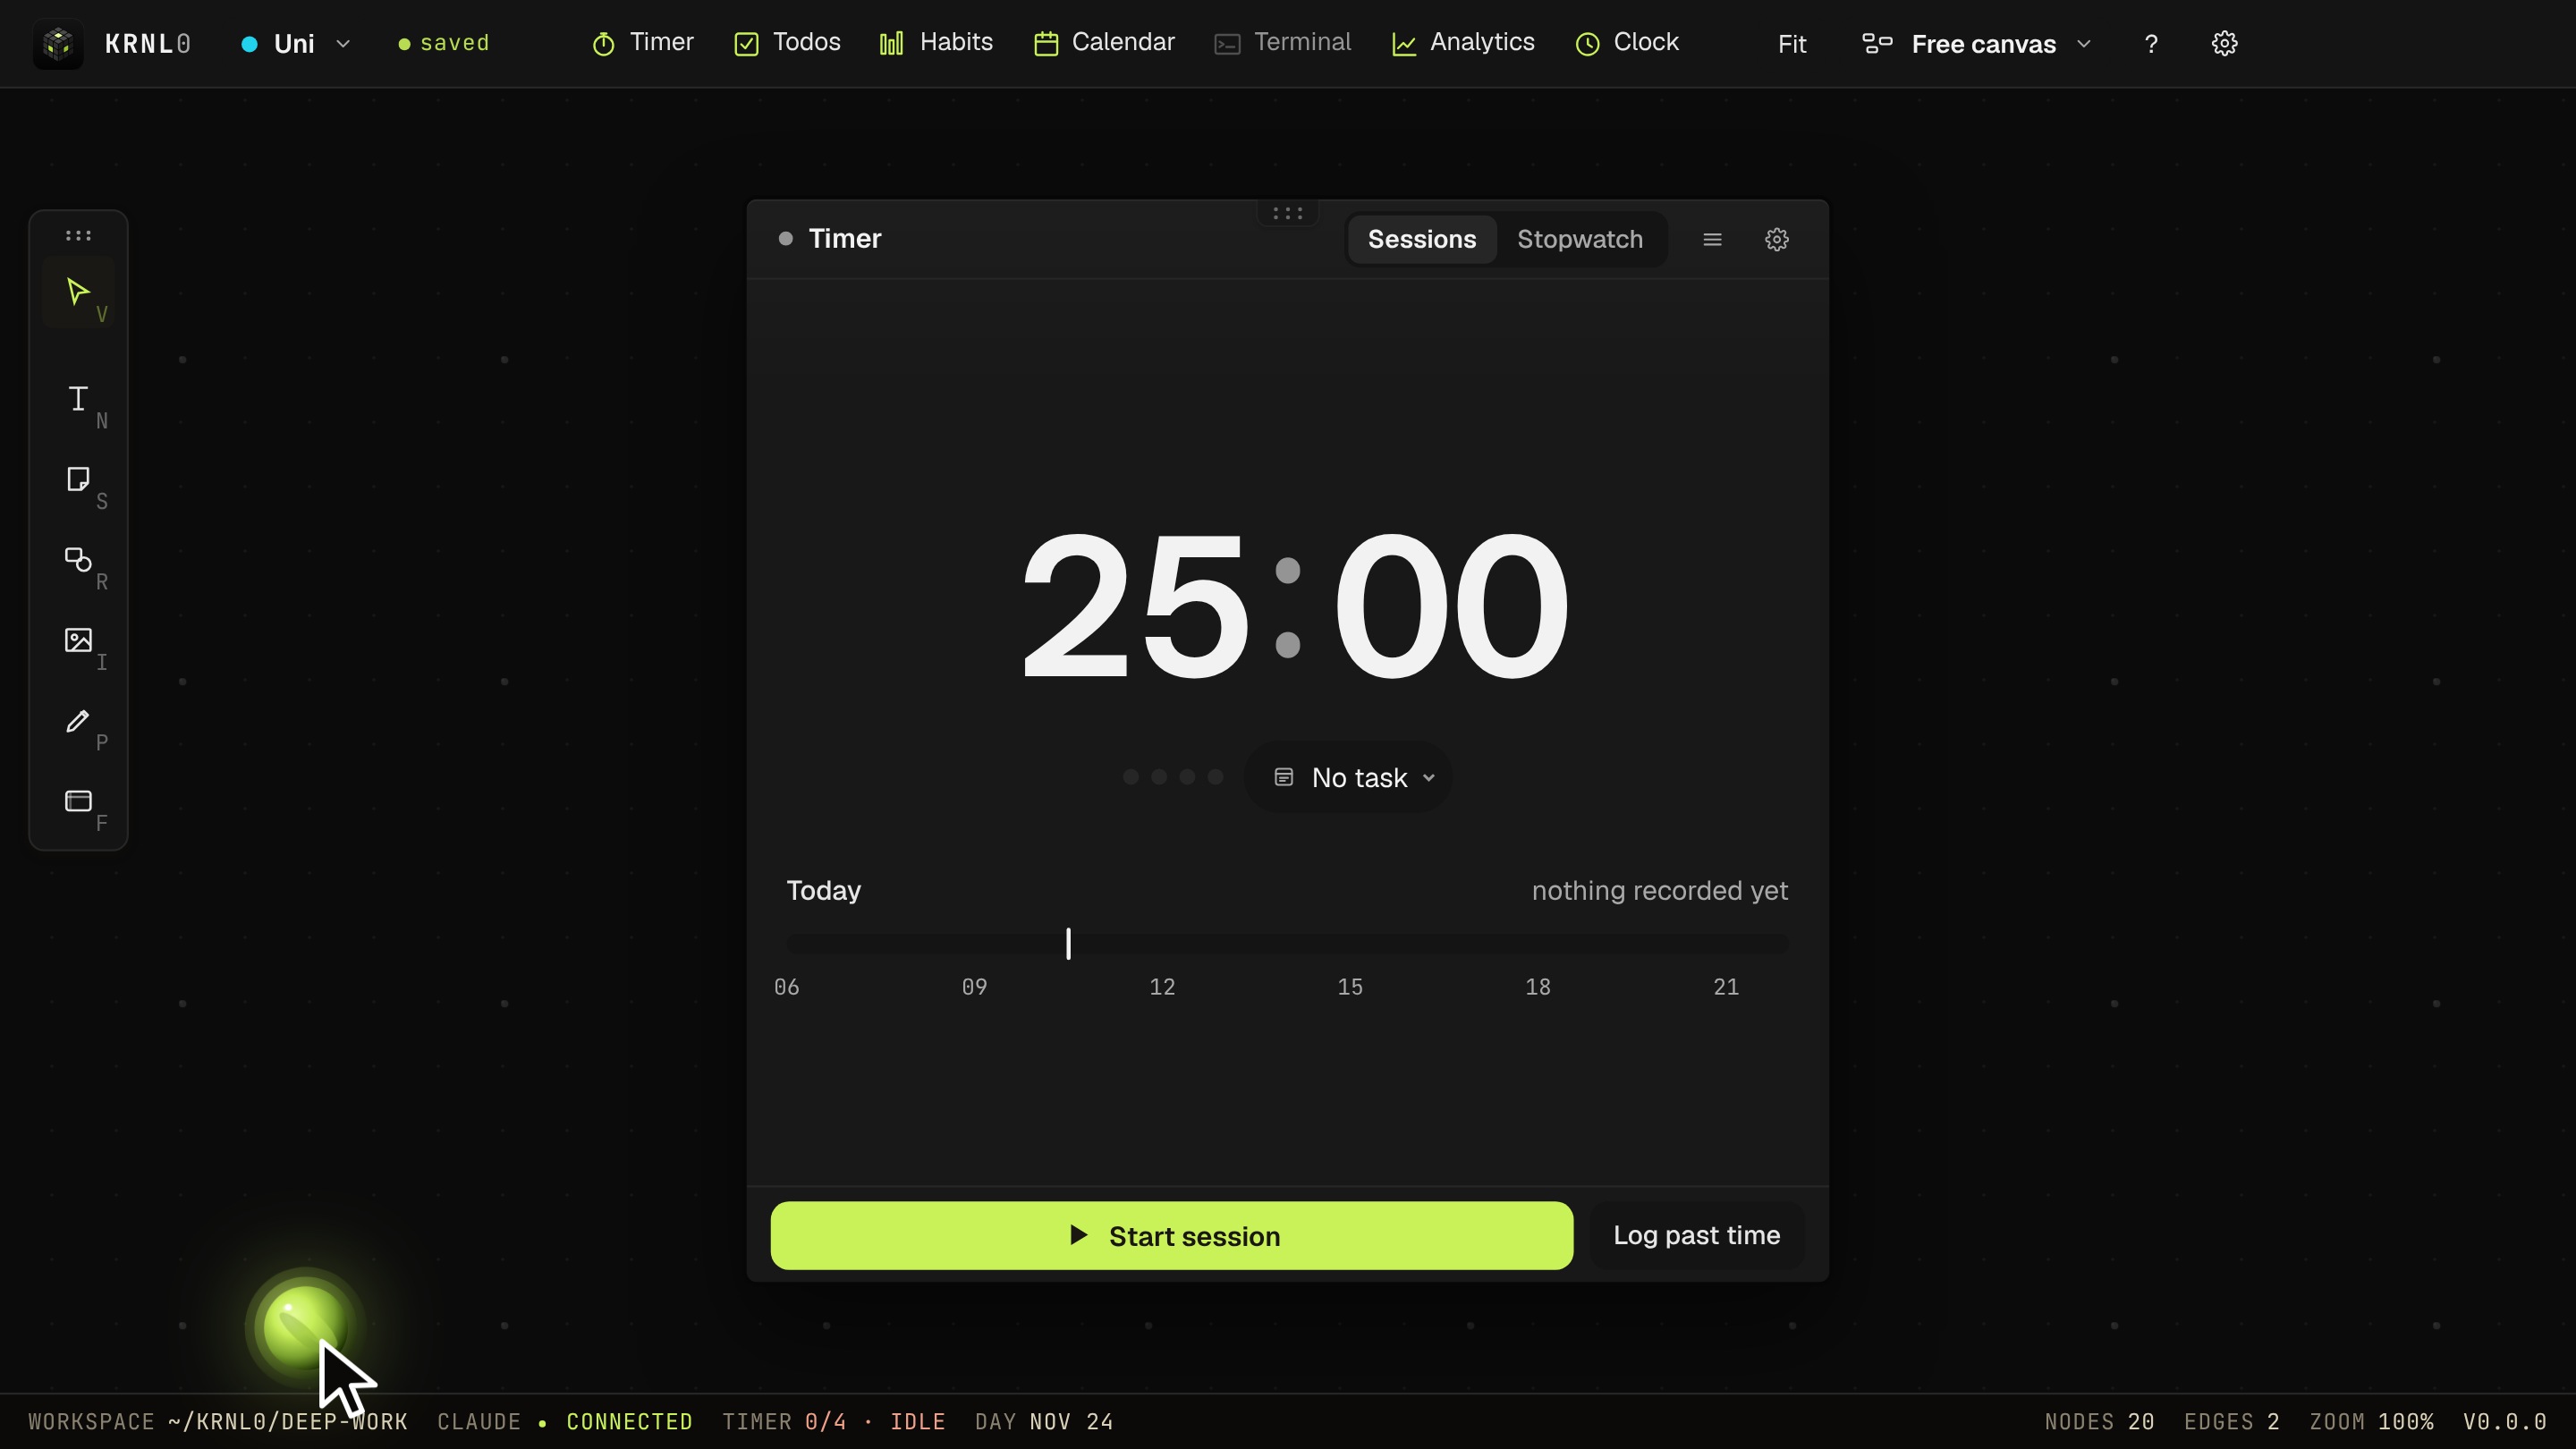 KRNL0 Uni saved Timer Todos Habits Calendar Terminal Analytics Clock Fit Free canvas ?
Timer Sessions Stopwatch
V
N
S
R
I
P
F
25:00
No task
Today nothing recorded yet
06 09 12 15 18 21
Start session Log past time
WORKSPACE ~/KRNL0/DEEP-WORK CLAUDE • CONNECTED TIMER 0/4 · IDLE DAY NOV 24 NODES 20 EDGES 2 ZOOM 100% V0.0.0